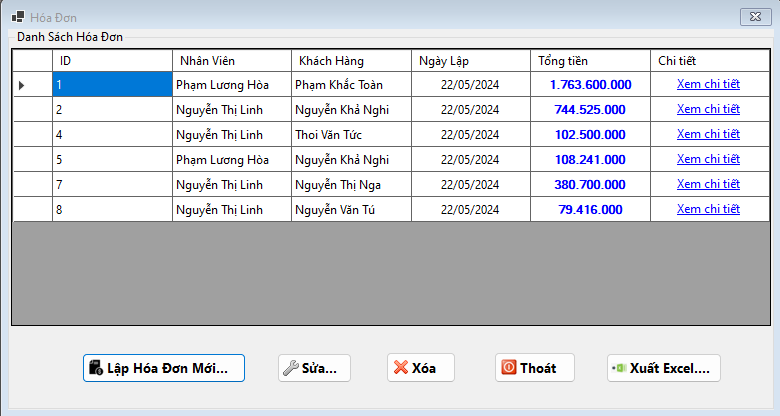 Hóa Đơn
Danh Sách Hóa Đơn
ID Nhân Viên Khách Hàng Ngày Lập Tổng tiền Chi tiết
1 Phạm Lương Hòa Phạm Khắc Toàn 22/05/2024 1.763.600.000 Xem chi tiết
2 Nguyễn Thị Linh Nguyễn Khả Nghi 22/05/2024 744.525.000 Xem chi tiết
4 Nguyễn Thị Linh Thoi Văn Tức 22/05/2024 102.500.000 Xem chi tiết
5 Phạm Lương Hòa Nguyễn Khả Nghi 22/05/2024 108.241.000 Xem chi tiết
7 Nguyễn Thị Linh Nguyễn Thị Nga 22/05/2024 380.700.000 Xem chi tiết
8 Nguyễn Thị Linh Nguyễn Văn Tú 22/05/2024 79.416.000 Xem chi tiết
Lập Hóa Đơn Mới... Sửa... Xóa Thoát Xuất Excel....